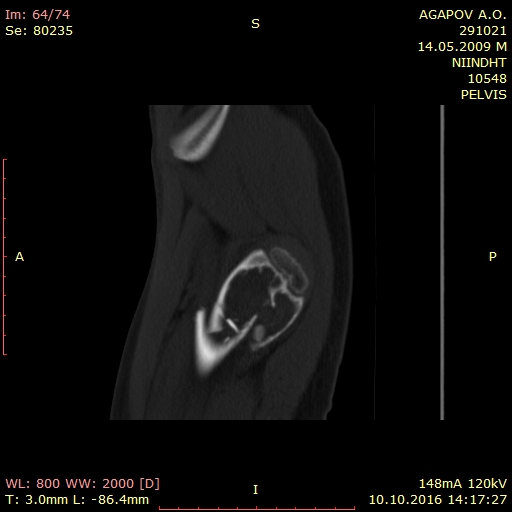 Im: 64/74
Se: 80235
S
AGAPOV A.O.
291021
14.05.2009 M
NIINDHT
10548
PELVIS
A
P
WL: 800 WW: 2000 [D]
T: 3.0mm L: -86.4mm
I
148mA 120kV
10.10.2016 14:17:27